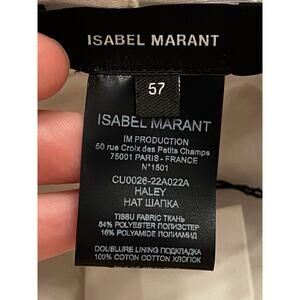 ISABEL MARANT
57
ISABEL MARANT
IM PRODUCTION
50 rue Croix des Petits Champs
75001 PARIS - FRANCE
N°1501
CU0026-22A022A
HALEY
HAT ШАПКА
TISSU FABRIC ТКАНЬ
84% POLYESTER ПОЛИЭСТЕР
16% POLYAMIDE ПОЛИАМИД
DOUBLURE LINING ПОДКЛАДКА
100% COTON COTTON ХЛОПОК